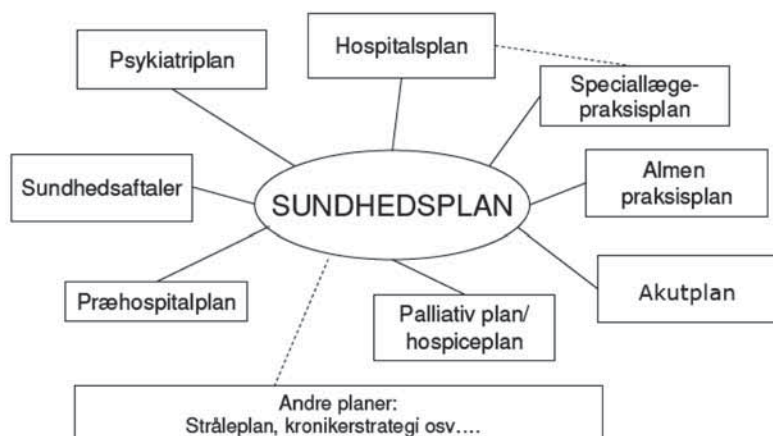 Psykiatriplan
Hospitalsplan
Speciallæge-
praksisplan
Sundhedsaftaler
SUNDHEDSPLAN
Almen
praksisplan
Præhospitalplan
Palliativ plan/
hospiceplan
Akutplan
Andre planer:
Stråleplan, kronikerstrategi osv....